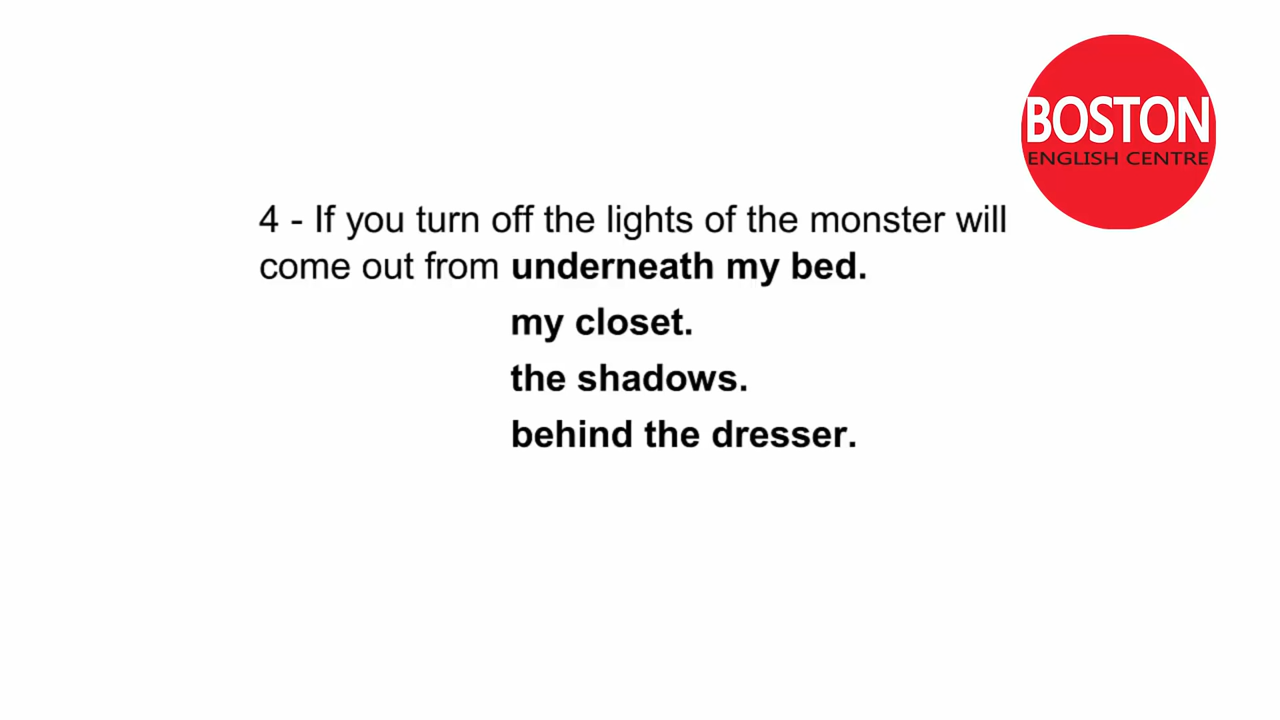 BOSTON
ENGLISH CENTRE
4 - If you turn off the lights of the monster will
come out from underneath my bed.
my closet.
the shadows.
behind the dresser.